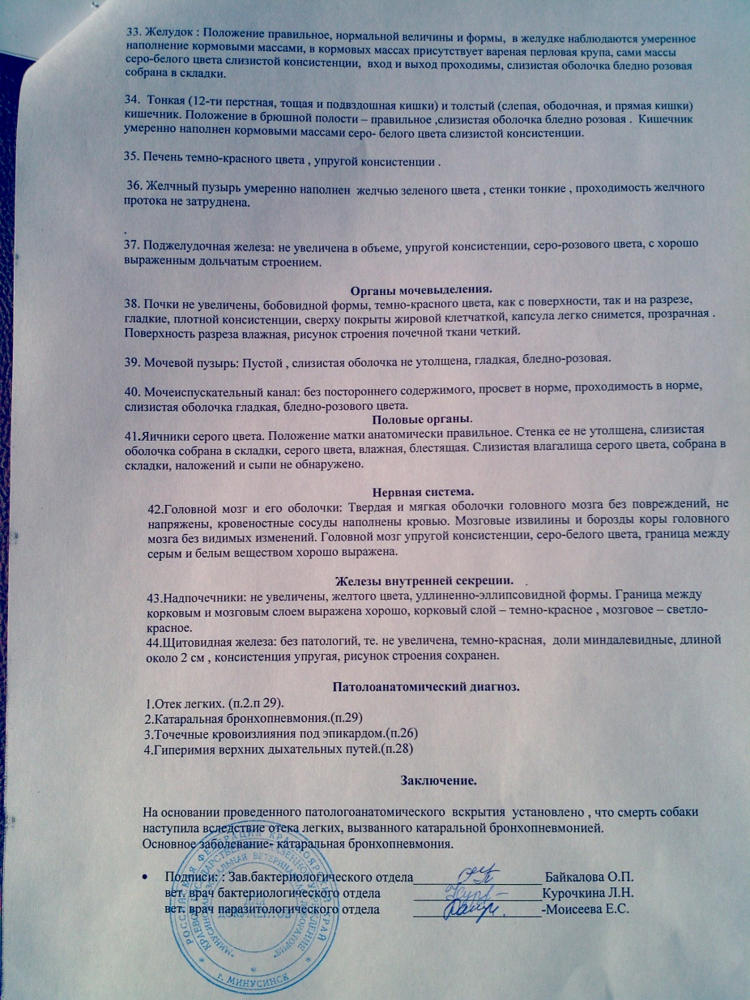 33. Желудок : Положение правильное, нормальной величины и формы, в желудке наблюдаются умеренное
наполнение кормовыми массами, в кормовых массах присутствует вареная перловая крупа, сами массы
серо-белого цвета слизистой консистенции, вход и выход проходимы, слизистая оболочка бледно розовая
собрана в складки.
34. Тонкая (12-ти перстная, тощая и подвздошная кишки) и толстый (слепая, ободочная, и прямая кишки)
кишечник. Положение в брюшной полости – правильное ,слизистая оболочка бледно розовая . Кишечник
умеренно наполнен кормовыми массами серо- белого цвета слизистой консистенции.
35. Печень темно-красного цвета , упругой консистенции .
36. Желчный пузырь умеренно наполнен желчью зеленого цвета , стенки тонкие , проходимость желчного
протока не затруднена.
.
37. Поджелудочная железа: не увеличена в объеме, упругой консистенции, серо-розового цвета, с хорошо
выраженным дольчатым строением.
Органы мочевыделения.
38. Почки не увеличены, бобовидной формы, темно-красного цвета, как с поверхности, так и на разрезе,
гладкие, плотной консистенции, сверху покрыты жировой клетчаткой, капсула легко снимется, прозрачная .
Поверхность разреза влажная, рисунок строения почечной ткани четкий.
39. Мочевой пузырь: Пустой , слизистая оболочка не утолщена, гладкая, бледно-розовая.
40. Мочеиспускательный канал: без постороннего содержимого, просвет в норме, проходимость в норме,
слизистая оболочка гладкая, бледно-розового цвета.
Половые органы.
41.Яичники серого цвета. Положение матки анатомически правильное. Стенка ее не утолщена, слизистая
оболочка собрана в складки, серого цвета, влажная, блестящая. Слизистая влагалища серого цвета, собрана в
складки, наложений и сыпи не обнаружено.
Нервная система.
42.Головной мозг и его оболочки: Твердая и мягкая оболочки головного мозга без повреждений, не
напряжены, кровеностные сосуды наполнены кровью. Мозговые извилины и борозды коры головного
мозга без видимых изменений. Головной мозг упругой консистенции, серо-белого цвета, граница между
серым и белым веществом хорошо выражена.
Железы внутренней секреции. .
43.Надпочечники: не увеличены, желтого цвета, удлиненно-эллипсовидной формы. Граница между
корковым и мозговым слоем выражена хорошо, корковый слой – темно-красное , мозговое – светло-
красное.
44.Щитовидная железа: без патологий, те. не увеличена, темно-красная, доли миндалевидные, длиной
около 2 см , консистенция упругая, рисунок строения сохранен.
Патолоанатомический диагноз.
1.Отек легких. (п.2.п 29).
2.Катаральная бронхопневмония.(п.29)
3.Точечные кровоизлияния под эпикардом.(п.26)
4.Гиперимия верхних дыхательных путей.(п.28)
Заключение.
На основании проведенного патологоанатомического вскрытия установлено , что смерть собаки
наступила вследствие отека легких, вызванного катаральной бронхопневмонией.
Основное заболевание- катаральная бронхопневмония.
• Подписи: : Зав.бактериологического отдела Байкалова О.П.
вет. врач бактериологического отдела Курочкина Л.Н.
вет. врач паразитологического отдела -Моисеева Е.С.
РОССИЙСКАЯ ФЕДЕРАЦИЯ КРАСНОЯРСКИЙ КРАЙ
ДЛЯ
ДОКУМЕНТОВ
г. МИНУСИНСК